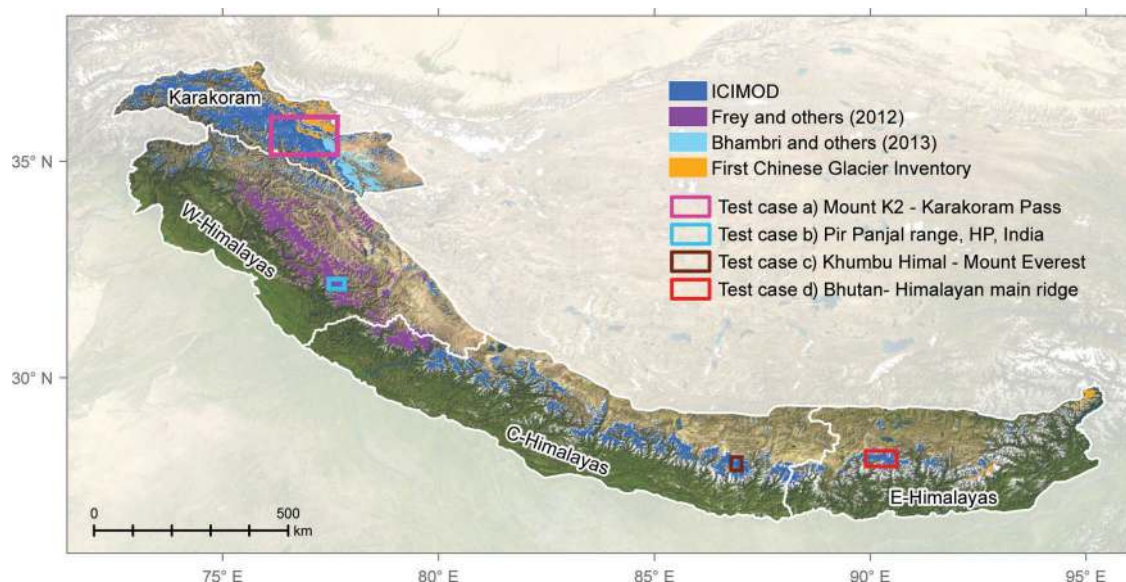 Karakoram
W-Himalayas
C-Himalayas
E-Himalayas
ICIMOD
Frey and others (2012)
Bhambri and others (2013)
First Chinese Glacier Inventory
Test case a) Mount K2 - Karakoram Pass
Test case b) Pir Panjal range, HP, India
Test case c) Khumbu Himal - Mount Everest
Test case d) Bhutan- Himalayan main ridge
35° N
30° N
0 500
km
75° E 80° E 85° E 90° E 95° E